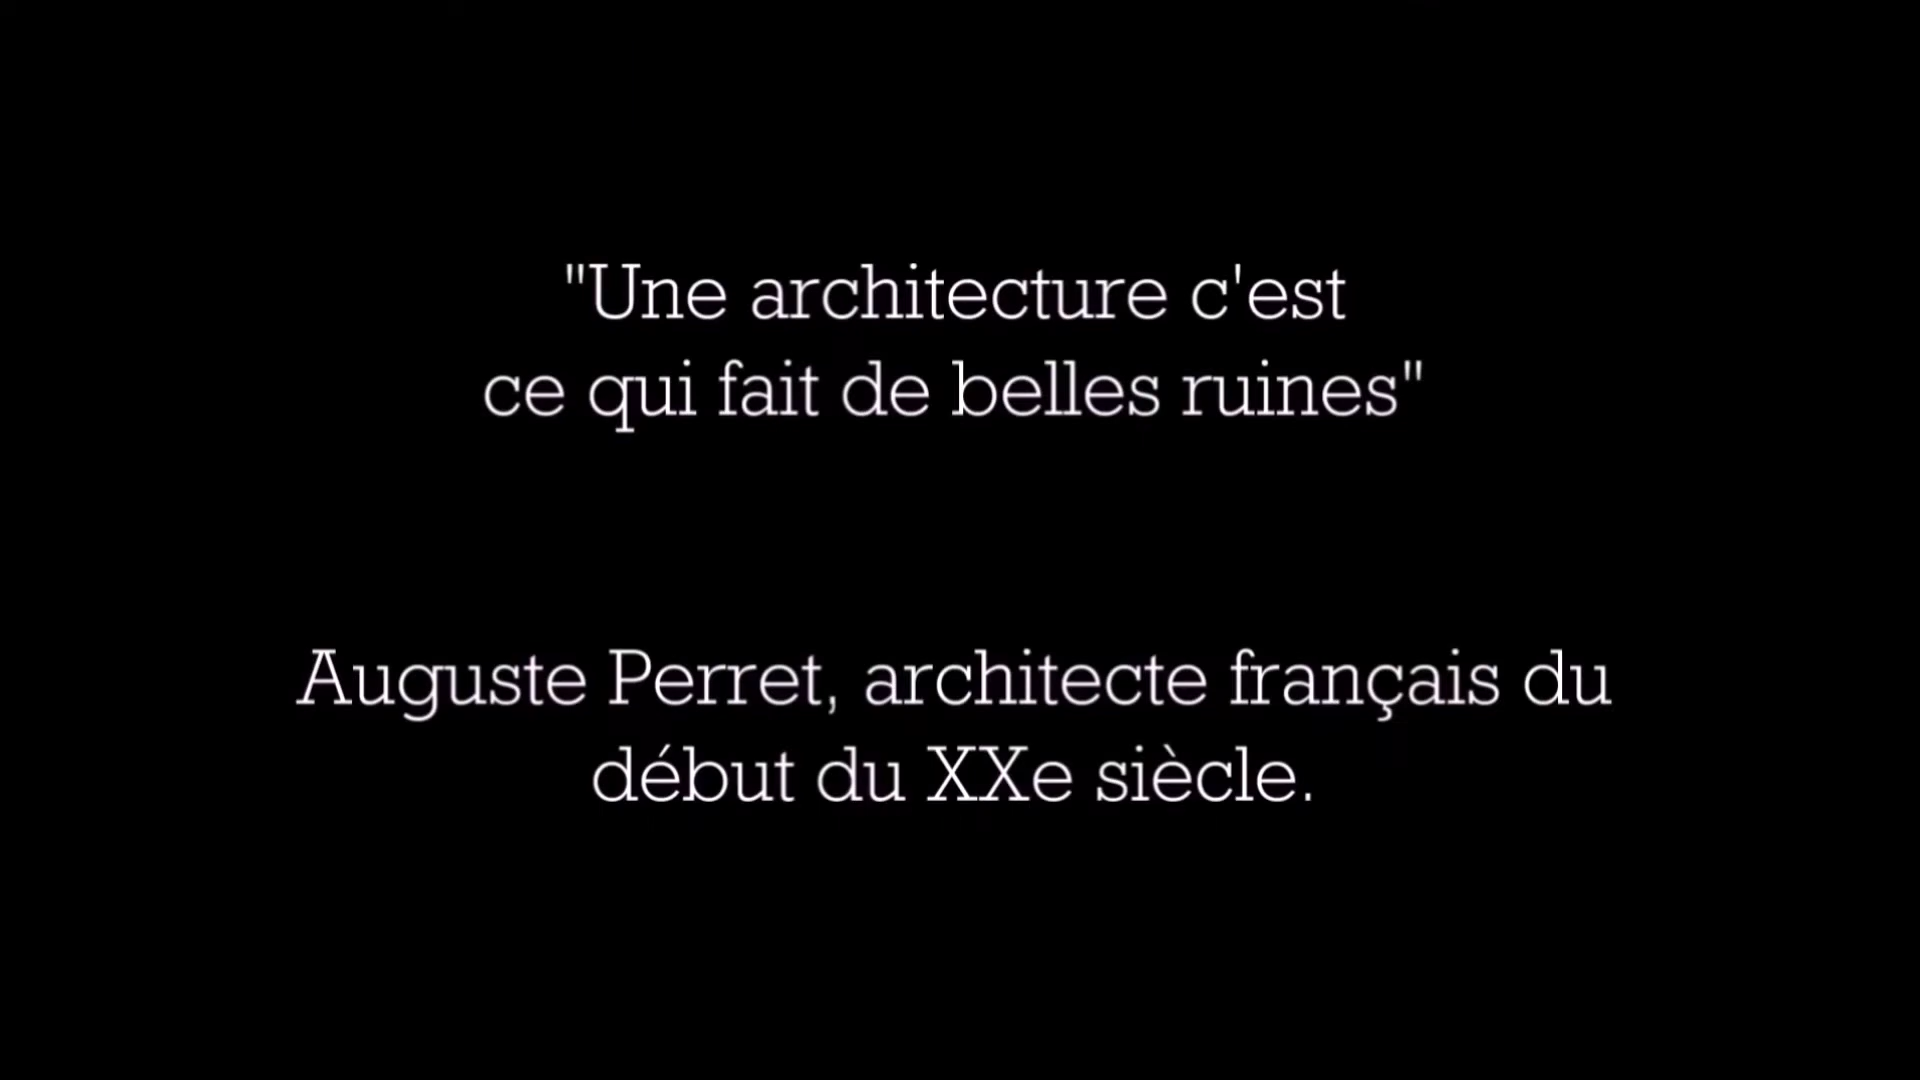 "Une architecture c'est
ce qui fait de belles ruines"
Auguste Perret, architecte français du
début du XXe siècle.